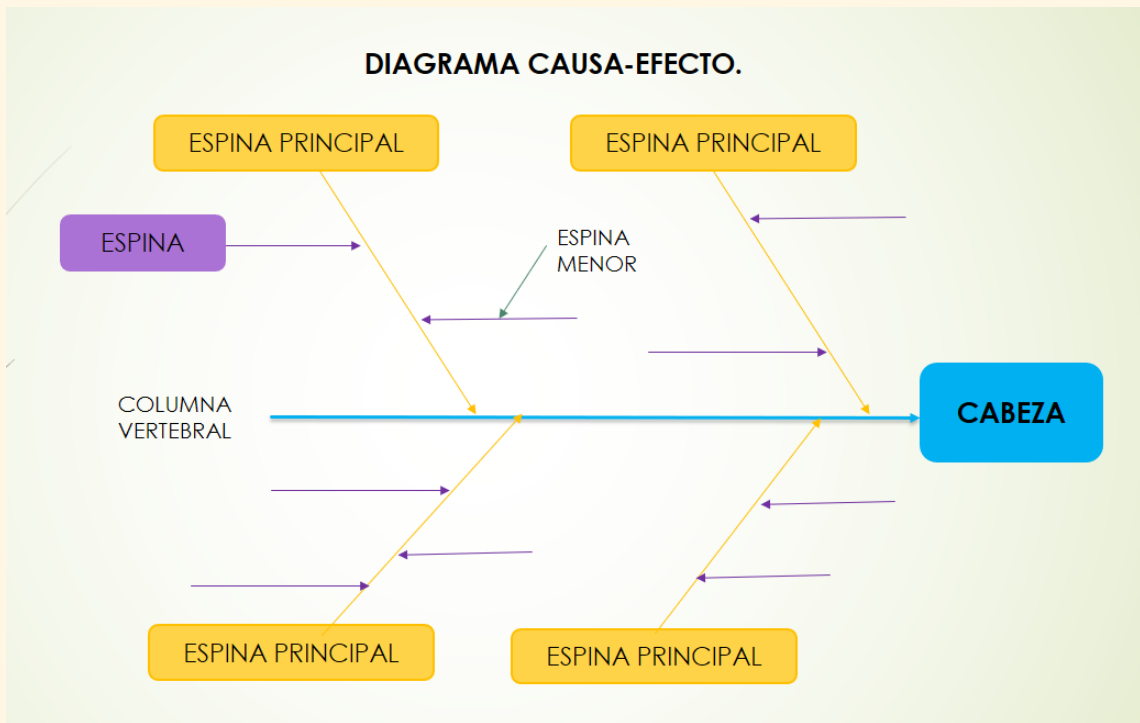 DIAGRAMA CAUSA-EFECTO.
ESPINA PRINCIPAL
ESPINA PRINCIPAL
ESPINA
ESPINA
MENOR
COLUMNA
VERTEBRAL
CABEZA
ESPINA PRINCIPAL
ESPINA PRINCIPAL